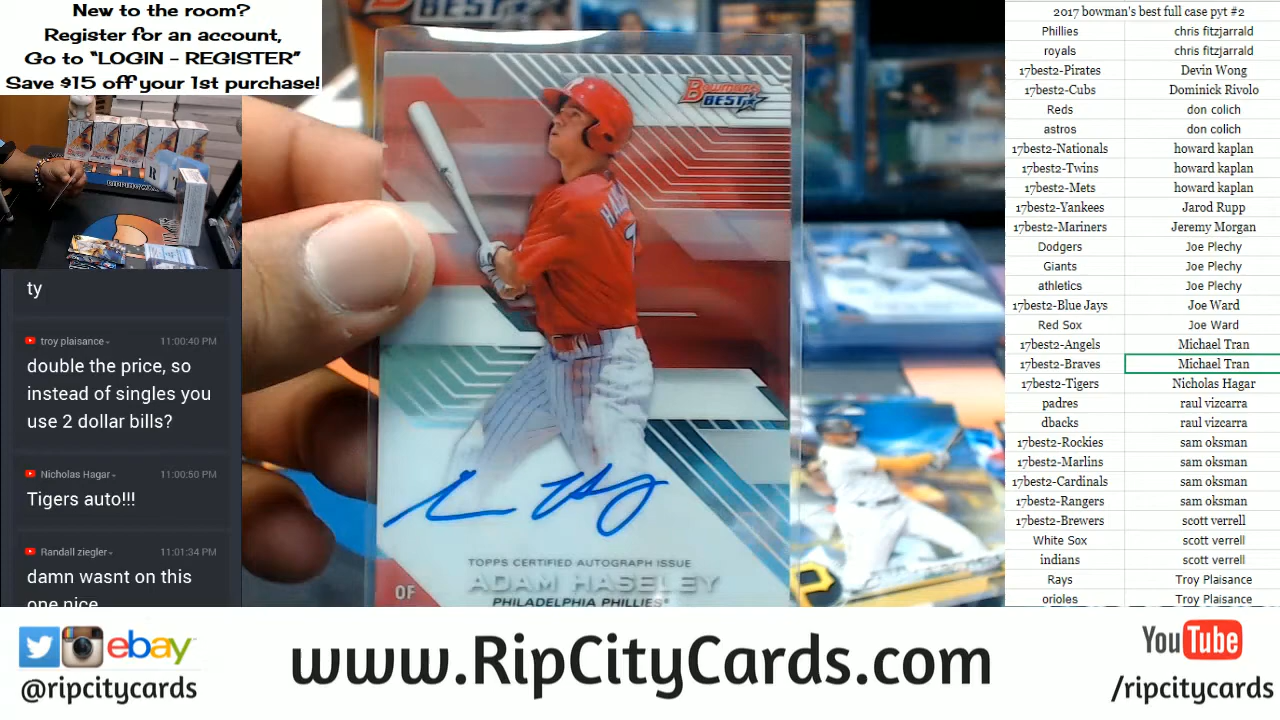 New to the room?
Register for an account,
Go to “LOGIN - REGISTER”
Save $15 off your 1st purchase!
ty
troy plaisance 11:00:40 PM
double the price, so
instead of singles you
use 2 dollar bills?
Nicholas Hagar 11:00:50 PM
Tigers auto!!!
Randall ziegler 11:01:34 PM
damn wasnt on this
one nice
BEST
Bowman's
BEST
TOPPS CERTIFIED AUTOGRAPH ISSUE
ADAM HASELEY
OF
PHILADELPHIA PHILLIES
P
2017 bowman's best full case pyt #2
Phillies chris fitzjarrald
royals chris fitzjarrald
17best2-Pirates Devin Wong
17best2-Cubs Dominick Rivolo
Reds don colich
astros don colich
17best2-Nationals howard kaplan
17best2-Twins howard kaplan
17best2-Mets howard kaplan
17best2-Yankees Jarod Rupp
17best2-Mariners Jeremy Morgan
Dodgers Joe Plechy
Giants Joe Plechy
athletics Joe Plechy
17best2-Blue Jays Joe Ward
Red Sox Joe Ward
17best2-Angels Michael Tran
17best2-Braves Michael Tran
17best2-Tigers Nicholas Hagar
padres raul vizcarra
dbacks raul vizcarra
17best2-Rockies sam oksman
17best2-Marlins sam oksman
17best2-Cardinals sam oksman
17best2-Rangers sam oksman
17best2-Brewers scott verrell
White Sox scott verrell
indians scott verrell
Rays Troy Plaisance
orioles Troy Plaisance
ebay
@ripcitycards
www.RipCityCards.com
YouTube
/ripcitycards